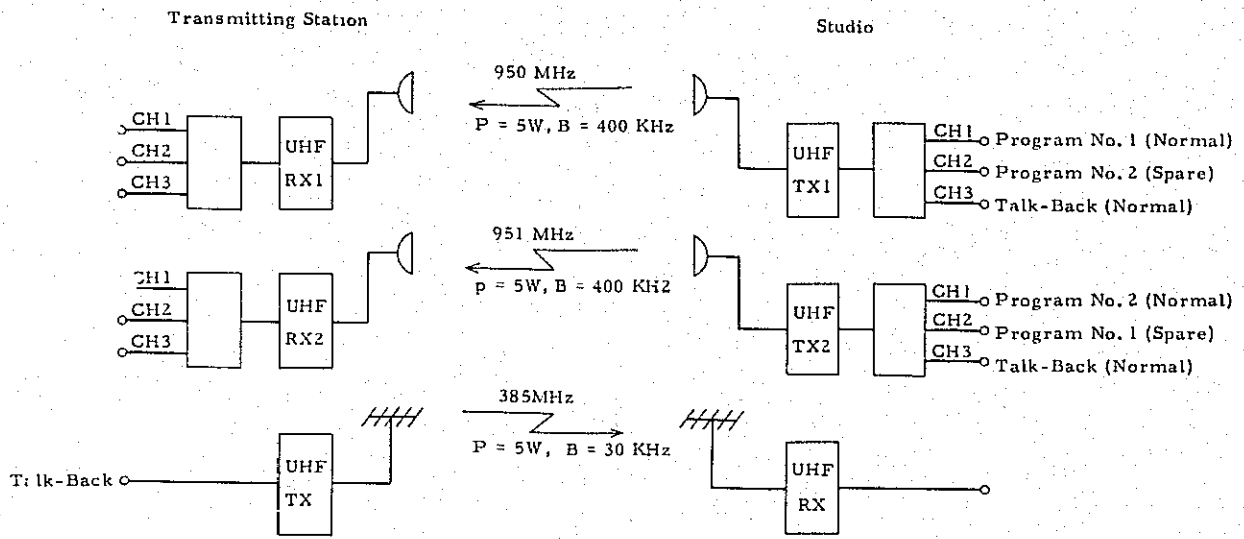 Transmitting Station
Studio
950 MHz
P = 5W, B = 400 KHz
CH1
CH2
CH3
UHF
RX1
UHF
TX1
CH1
Program No. 1 (Normal)
CH2
Program No. 2 (Spare)
CH3
Talk-Back (Normal)
951 MHz
p = 5W, B = 400 KH2
CH1
CH2
CH3
UHF
RX2
UHF
TX2
CH1
Program No. 2 (Normal)
CH2
Program No. 1 (Spare)
CH3
Talk-Back (Normal)
385MHz
P = 5W, B = 30 KHz
Talk-Back
UHF
TX
UHF
RX